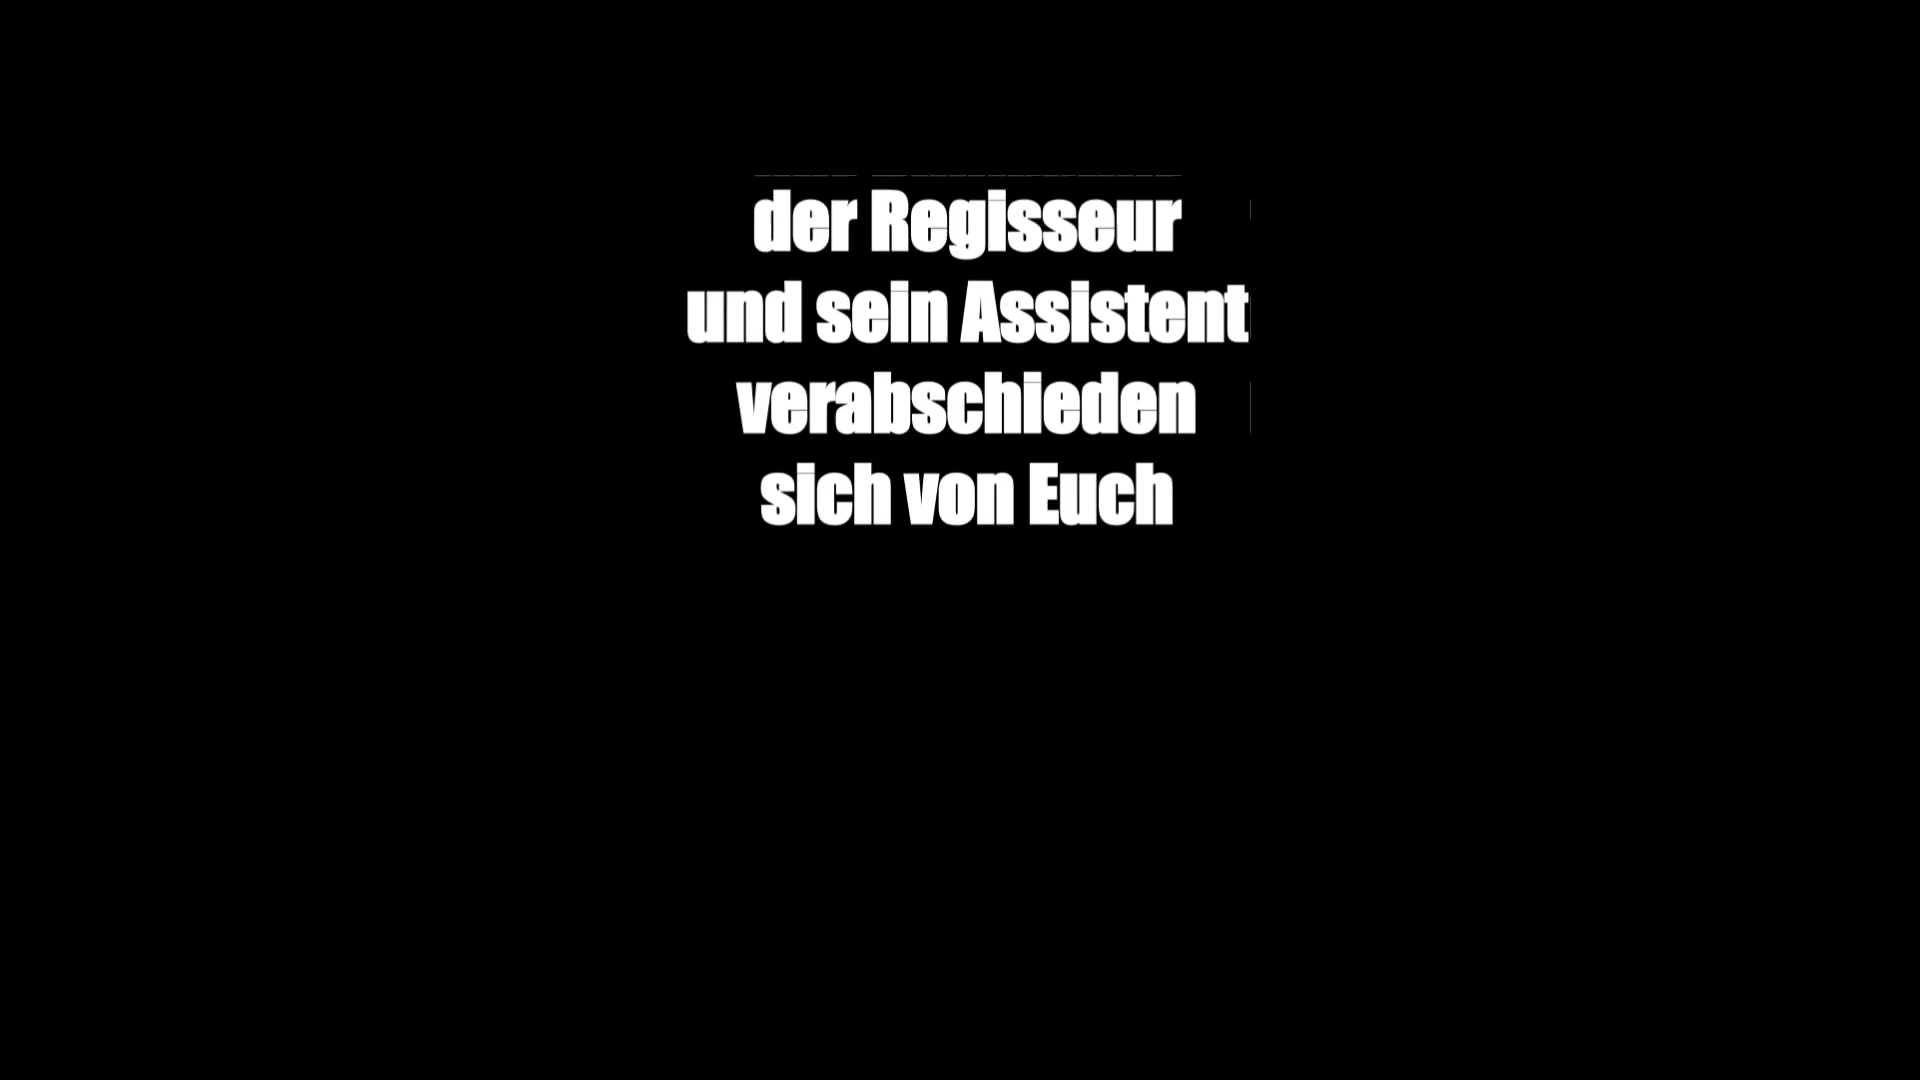 der Regisseur
und sein Assistent
verabschieden
sich von Euch